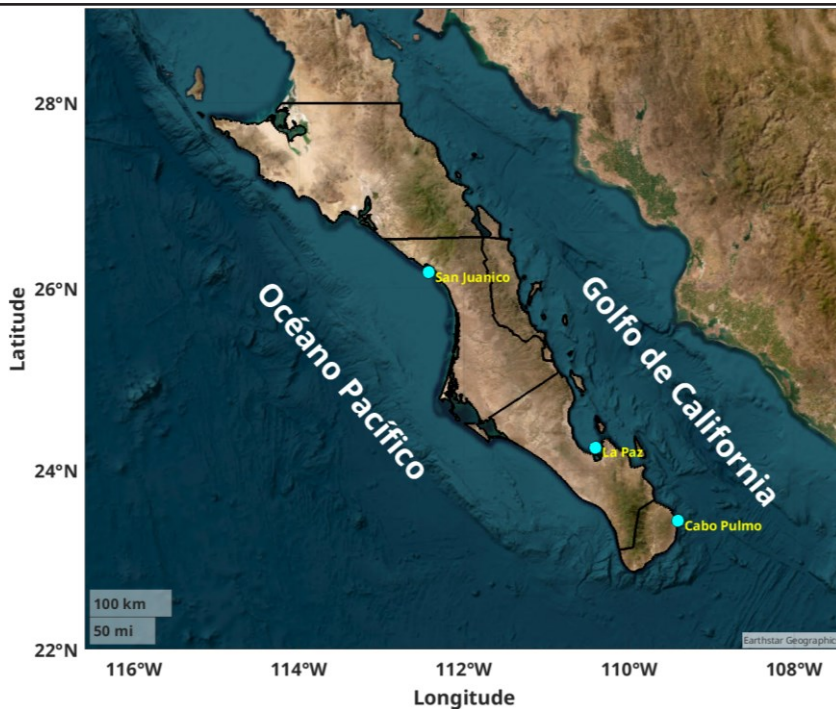 28°N
26°N
24°N
22°N
Latitude
San Juanico
Océano Pacífico
Golfo de California
La Paz
Cabo Pulmo
100 km
50 mi
Earthstar Geographic
116°W
114°W
112°W
110°W
108°W
Longitude